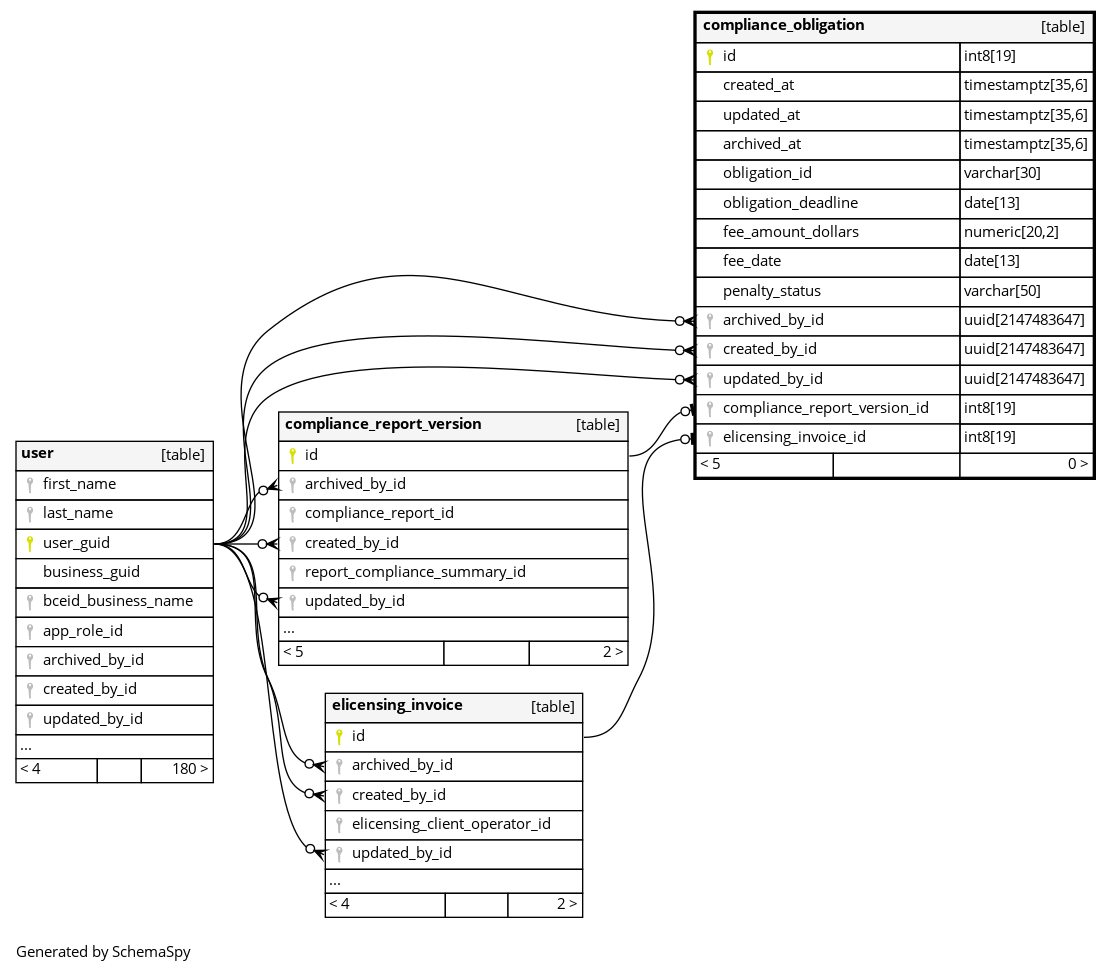 compliance_obligation [table]
id int8[19]
created_at timestamptz[35,6]
updated_at timestamptz[35,6]
archived_at timestamptz[35,6]
obligation_id varchar[30]
obligation_deadline date[13]
fee_amount_dollars numeric[20,2]
fee_date date[13]
penalty_status varchar[50]
archived_by_id uuid[2147483647]
created_by_id uuid[2147483647]
updated_by_id uuid[2147483647]
compliance_report_version_id int8[19]
elicensing_invoice_id int8[19]
< 5 0 >
compliance_report_version [table]
id
archived_by_id
compliance_report_id
created_by_id
report_compliance_summary_id
updated_by_id
...
< 5 2 >
user [table]
first_name
last_name
user_guid
business_guid
bceid_business_name
app_role_id
archived_by_id
created_by_id
updated_by_id
...
< 4 180 >
elicensing_invoice [table]
id
archived_by_id
created_by_id
elicensing_client_operator_id
updated_by_id
...
< 4 2 >
Generated by SchemaSpy